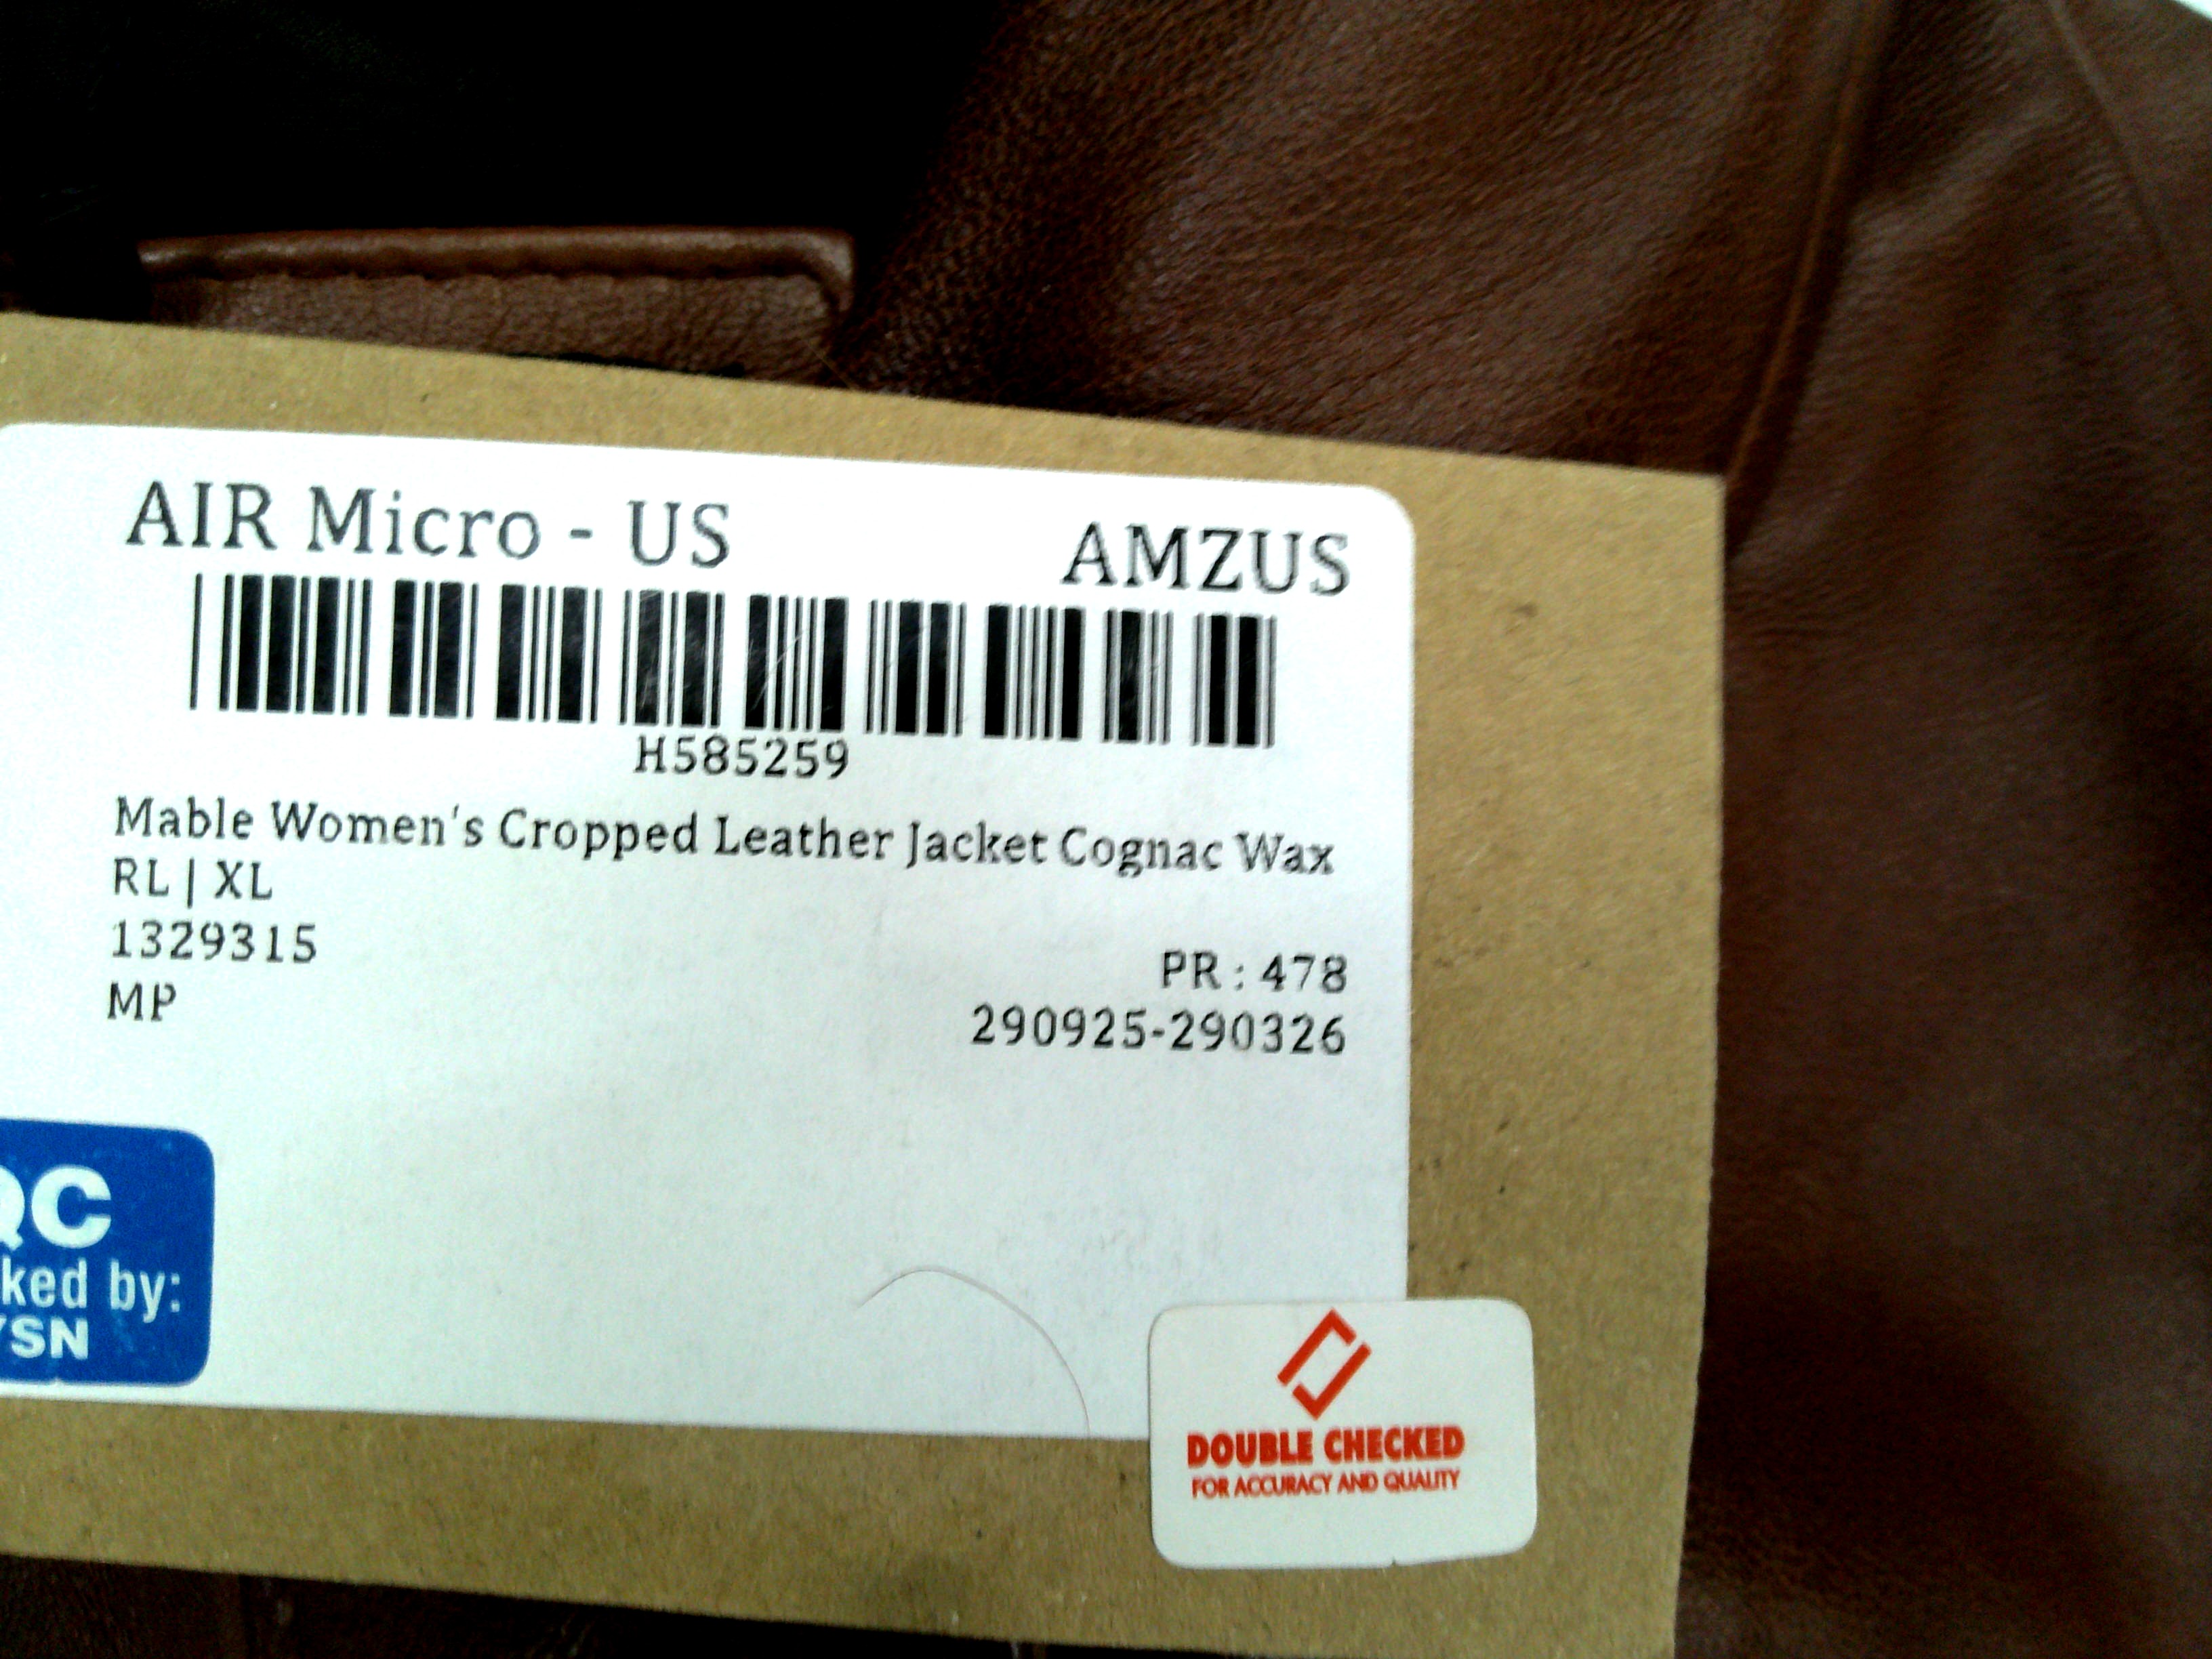 AIR Micro - US AMZUS
H585259
Mable Women's Cropped Leather Jacket Cognac Wax
RL | XL
1329315
PR : 478
MP
290925-290326
QC
ked by:
YSN
DOUBLE CHECKED
FOR ACCURACY AND QUALITY